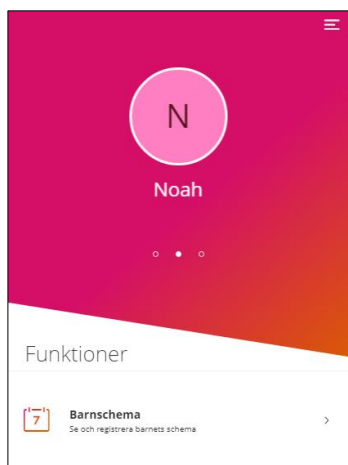 N
Noah
Funktioner
7
Barnschema
Se och registrera barnets schema